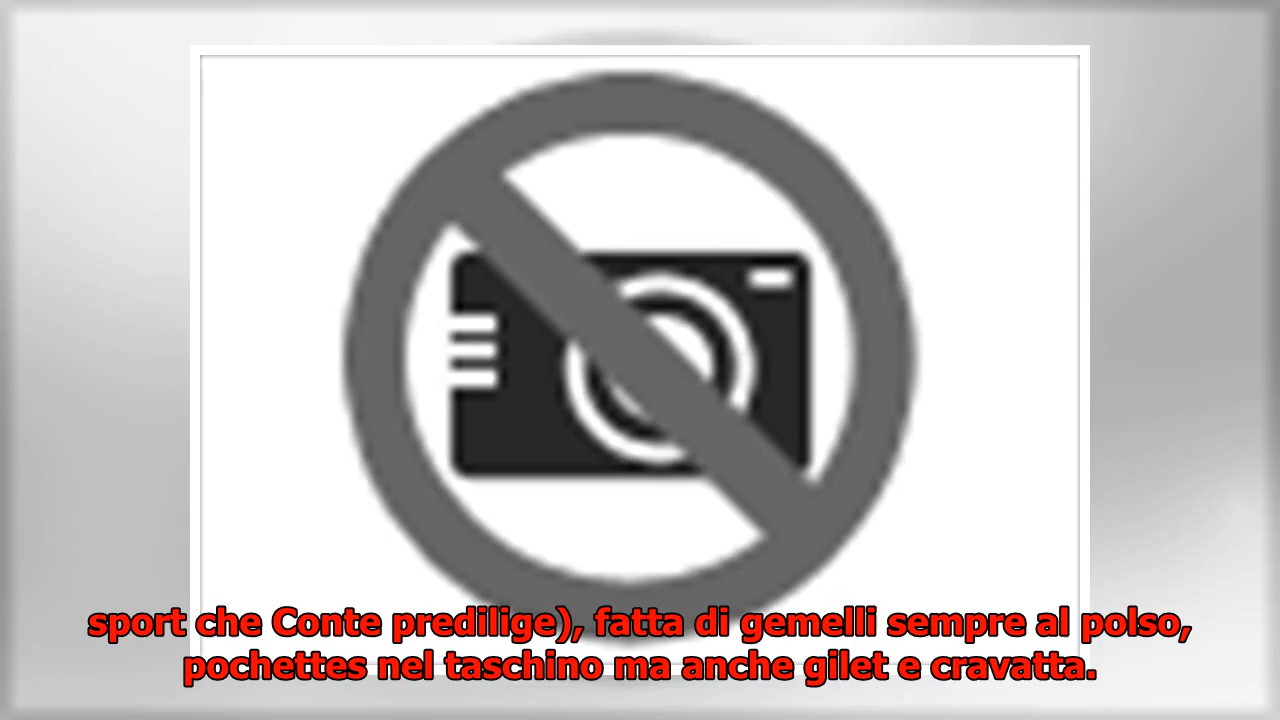 sport che Conte predilige), fatta di gemelli sempre al polso,
pochettes nel taschino ma anche gilet e cravatta.